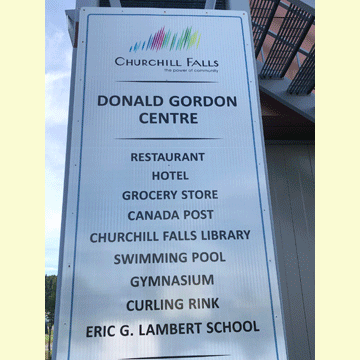 CHURCHILL FALLS
The power of community
DONALD GORDON
CENTRE
RESTAURANT
HOTEL
GROCERY STORE
CANADA POST
CHURCHILL FALLS LIBRARY
SWIMMING POOL
GYMNASIUM
CURLING RINK
ERIC G. LAMBERT SCHOOL